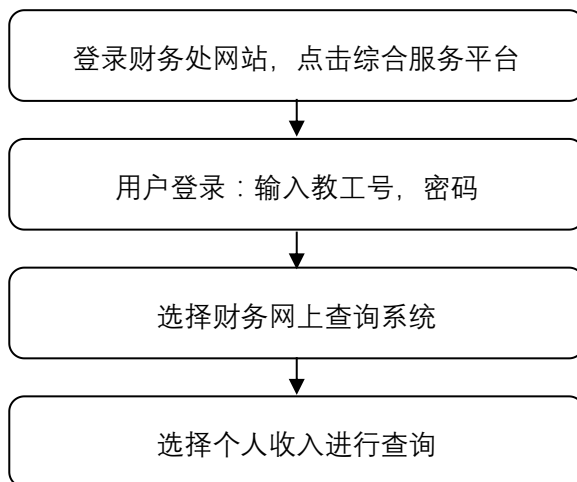 登录财务处网站，点击综合服务平台
用户登录：输入教工号，密码
选择财务网上查询系统
选择个人收入进行查询